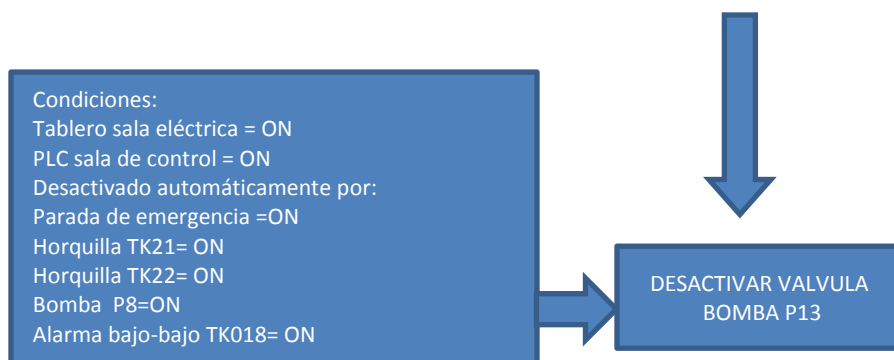 Condiciones:
Tablero sala eléctrica = ON
PLC sala de control = ON
Desactivado automáticamente por:
Parada de emergencia =ON
Horquilla TK21= ON
Horquilla TK22= ON
Bomba  P8=ON
Alarma bajo-bajo TK018= ON
DESACTIVAR VALVULA
BOMBA P13